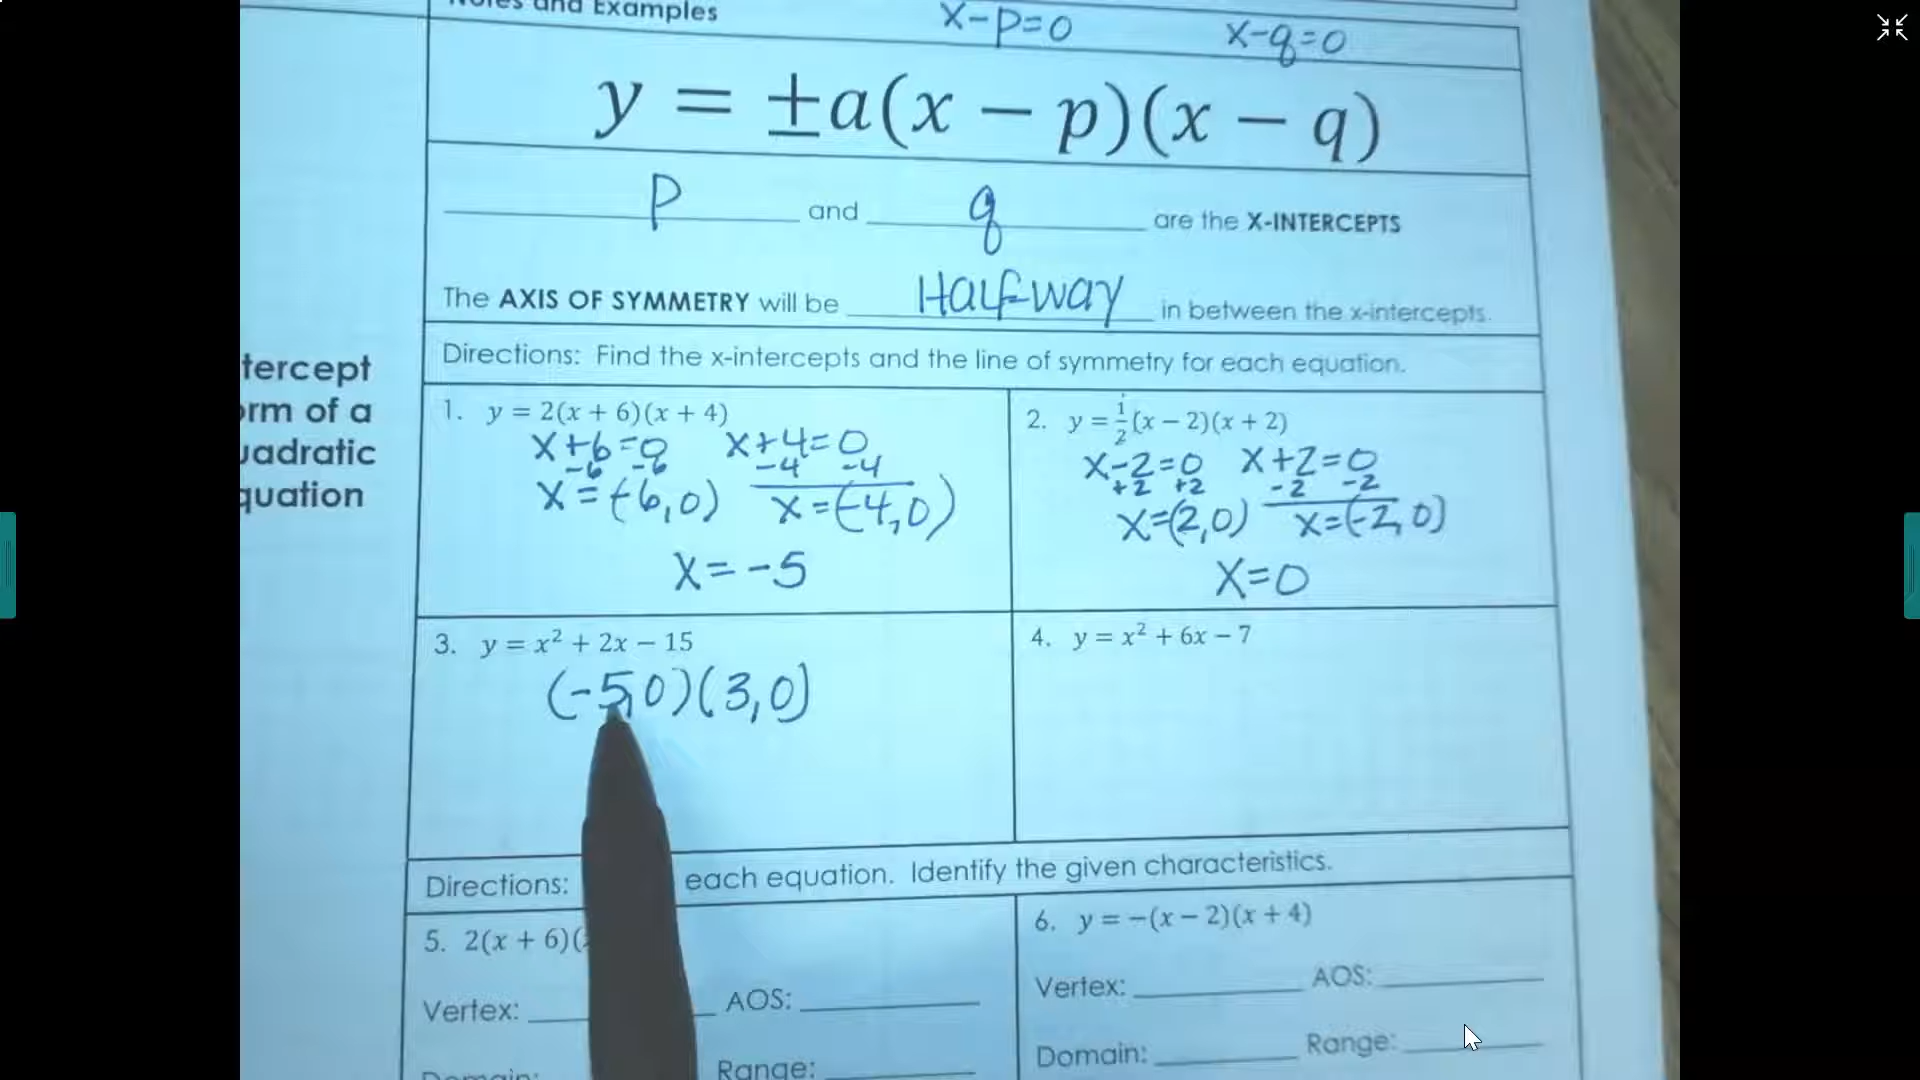 Notes and Examples
x-p=0 x-q=0
y = ±a(x − p)(x − q)
p and q are the X-INTERCEPTS
The AXIS OF SYMMETRY will be Halfway in between the x-intercepts.
tercept
orm of a
uadratic
quation
Directions: Find the x-intercepts and the line of symmetry for each equation.
1. y = 2(x + 6)(x + 4)
x+6=0 x+4=0
-6 -6 -4 -4
x=(-6,0) x=(-4,0)
x=-5
2. y = 1/2(x − 2)(x + 2)
x-2=0 x+2=0
+2 +2 -2 -2
x=(2,0) x=(-2,0)
x=0
3. y = x² + 2x − 15
(-5,0)(3,0)
4. y = x² + 6x − 7
Directions: each equation. Identify the given characteristics.
5. 2(x + 6)(
Vertex: AOS:
Domain: Range:
6. y = −(x − 2)(x + 4)
Vertex: AOS:
Domain: Range: